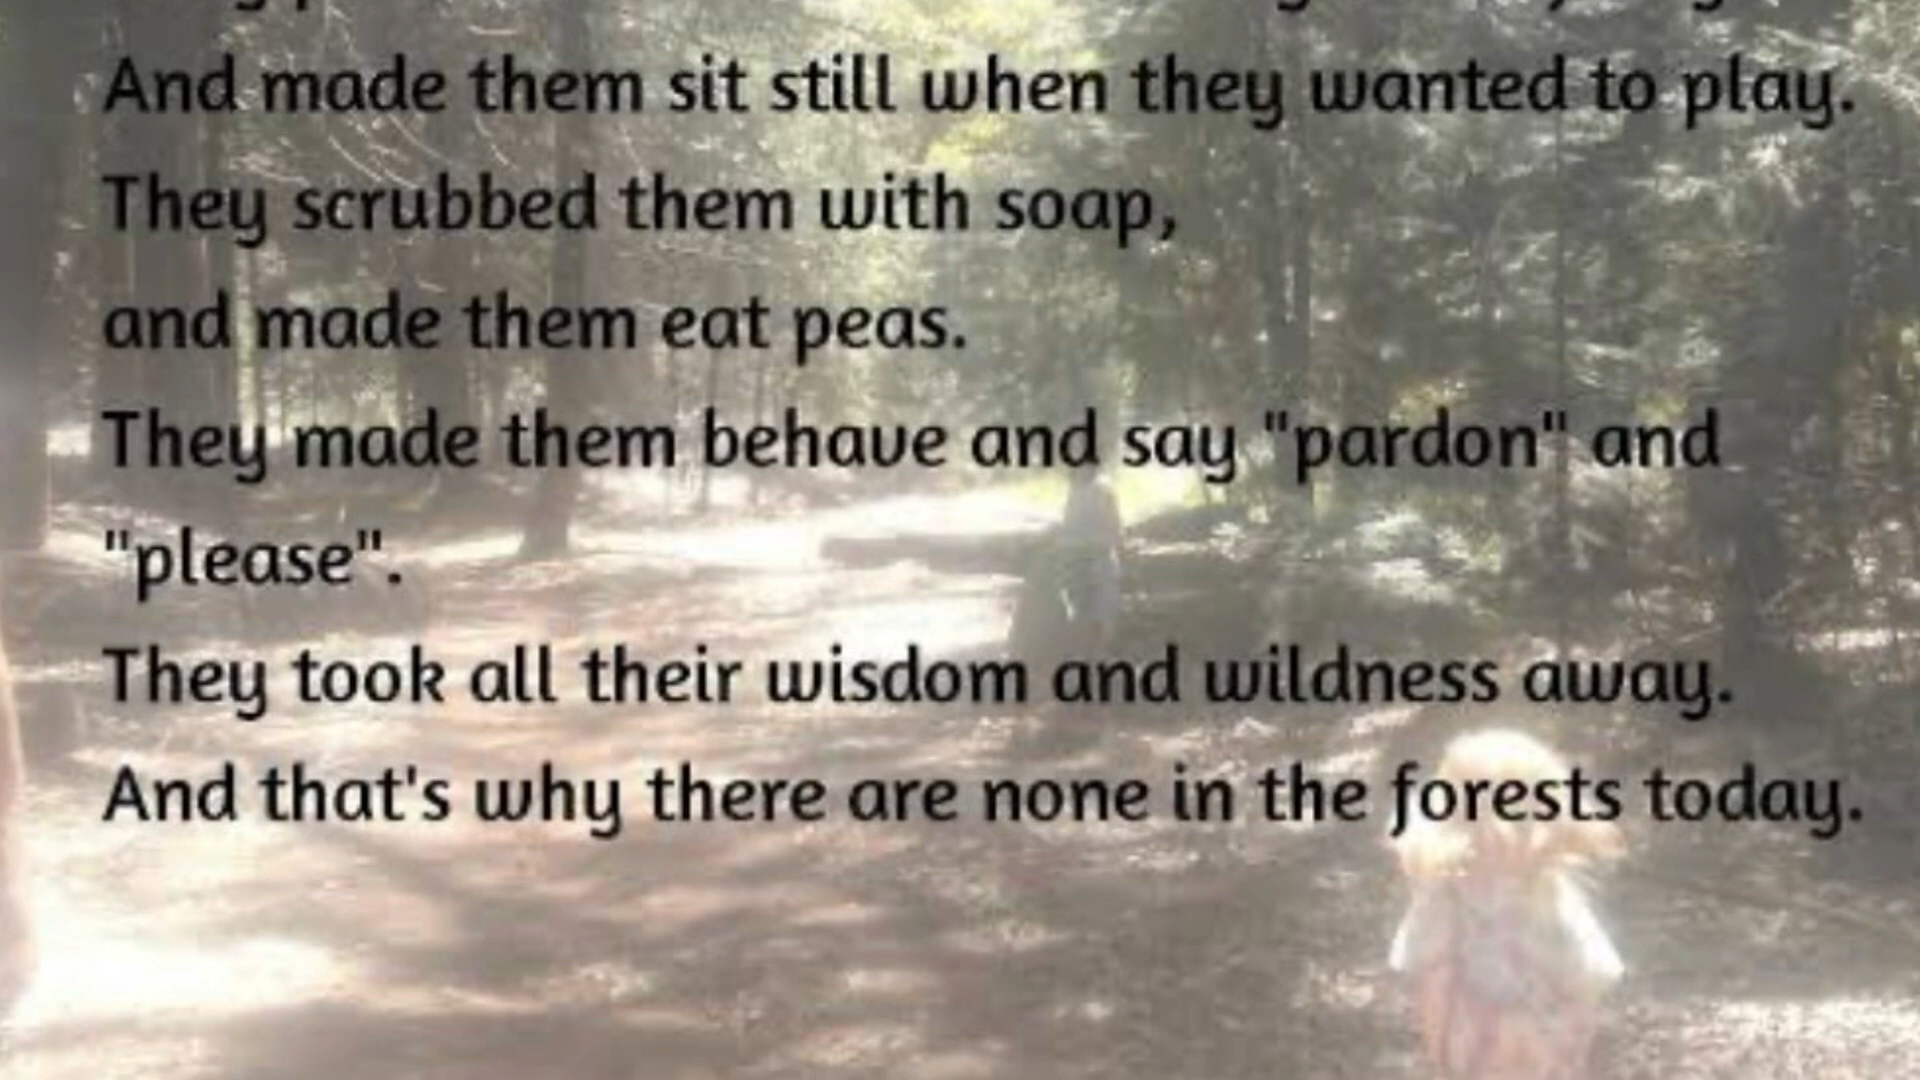 And made them sit still when they wanted to play.
They scrubbed them with soap,
and made them eat peas.
They made them behave and say "pardon" and
"please".
They took all their wisdom and wildness away.
And that's why there are none in the forests today.